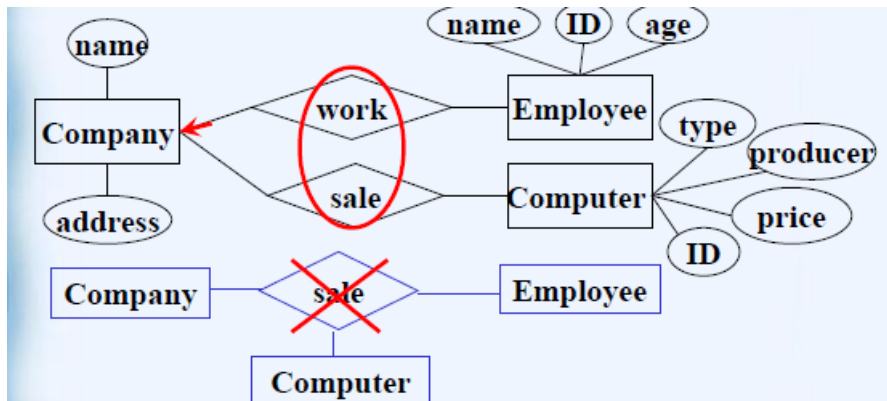 name
name ID age
Company
work
Employee
type
producer
address
sale
Computer
price
ID
Company
sale
Employee
Computer